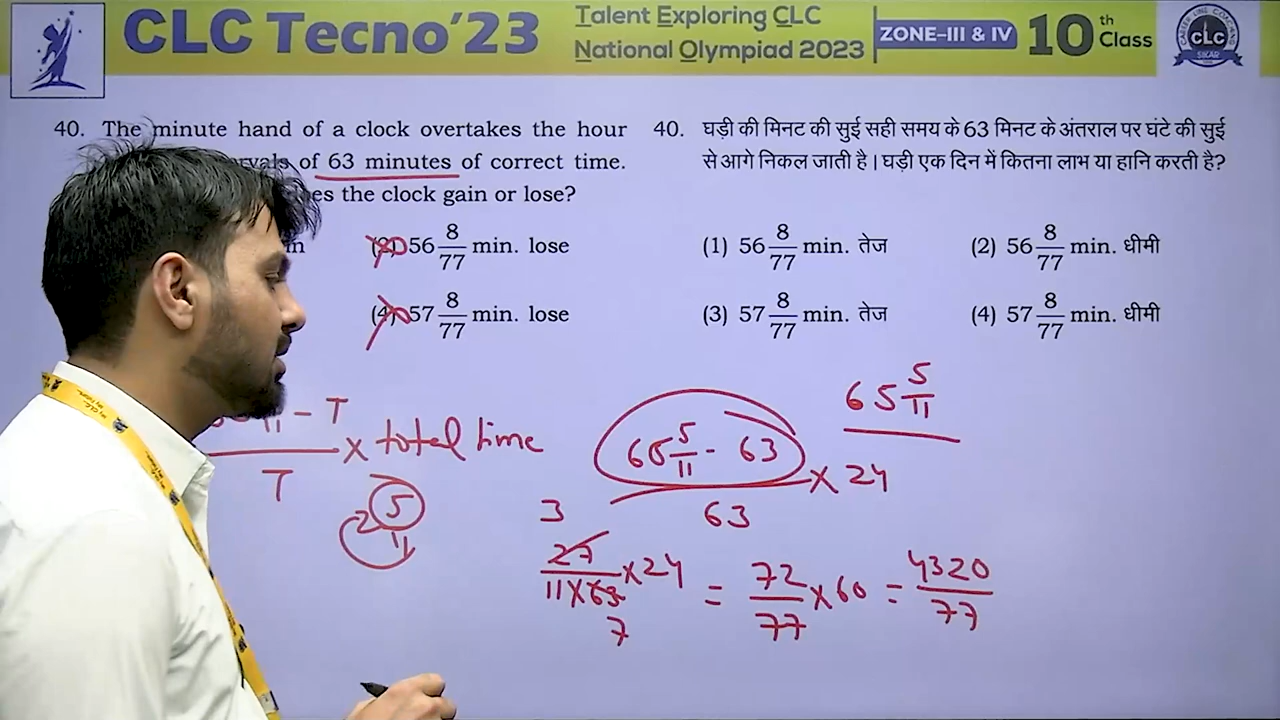 CLC Tecno'23
Talent Exploring CLC
National Olympiad 2023
ZONE–III & IV
10th Class
CLC
SIKAR
40. The minute hand of a clock overtakes the hour
of 63 minutes of correct time.
the clock gain or lose?
56 8/77 min. lose
(4) 57 8/77 min. lose
40. घड़ी की मिनट की सुई सही समय के 63 मिनट के अंतराल पर घंटे की सुई
से आगे निकल जाती है। घड़ी एक दिन में कितना लाभ या हानि करती है?
(1) 56 8/77 min. तेज (2) 56 8/77 min. धीमी
(3) 57 8/77 min. तेज (4) 57 8/77 min. धीमी
- T
T
× total time
2 5/11
65 5/11
65 5/11 - 63
63
× 24
3
27
11×63
×24
7
= 72/77 × 60 = 4320/77